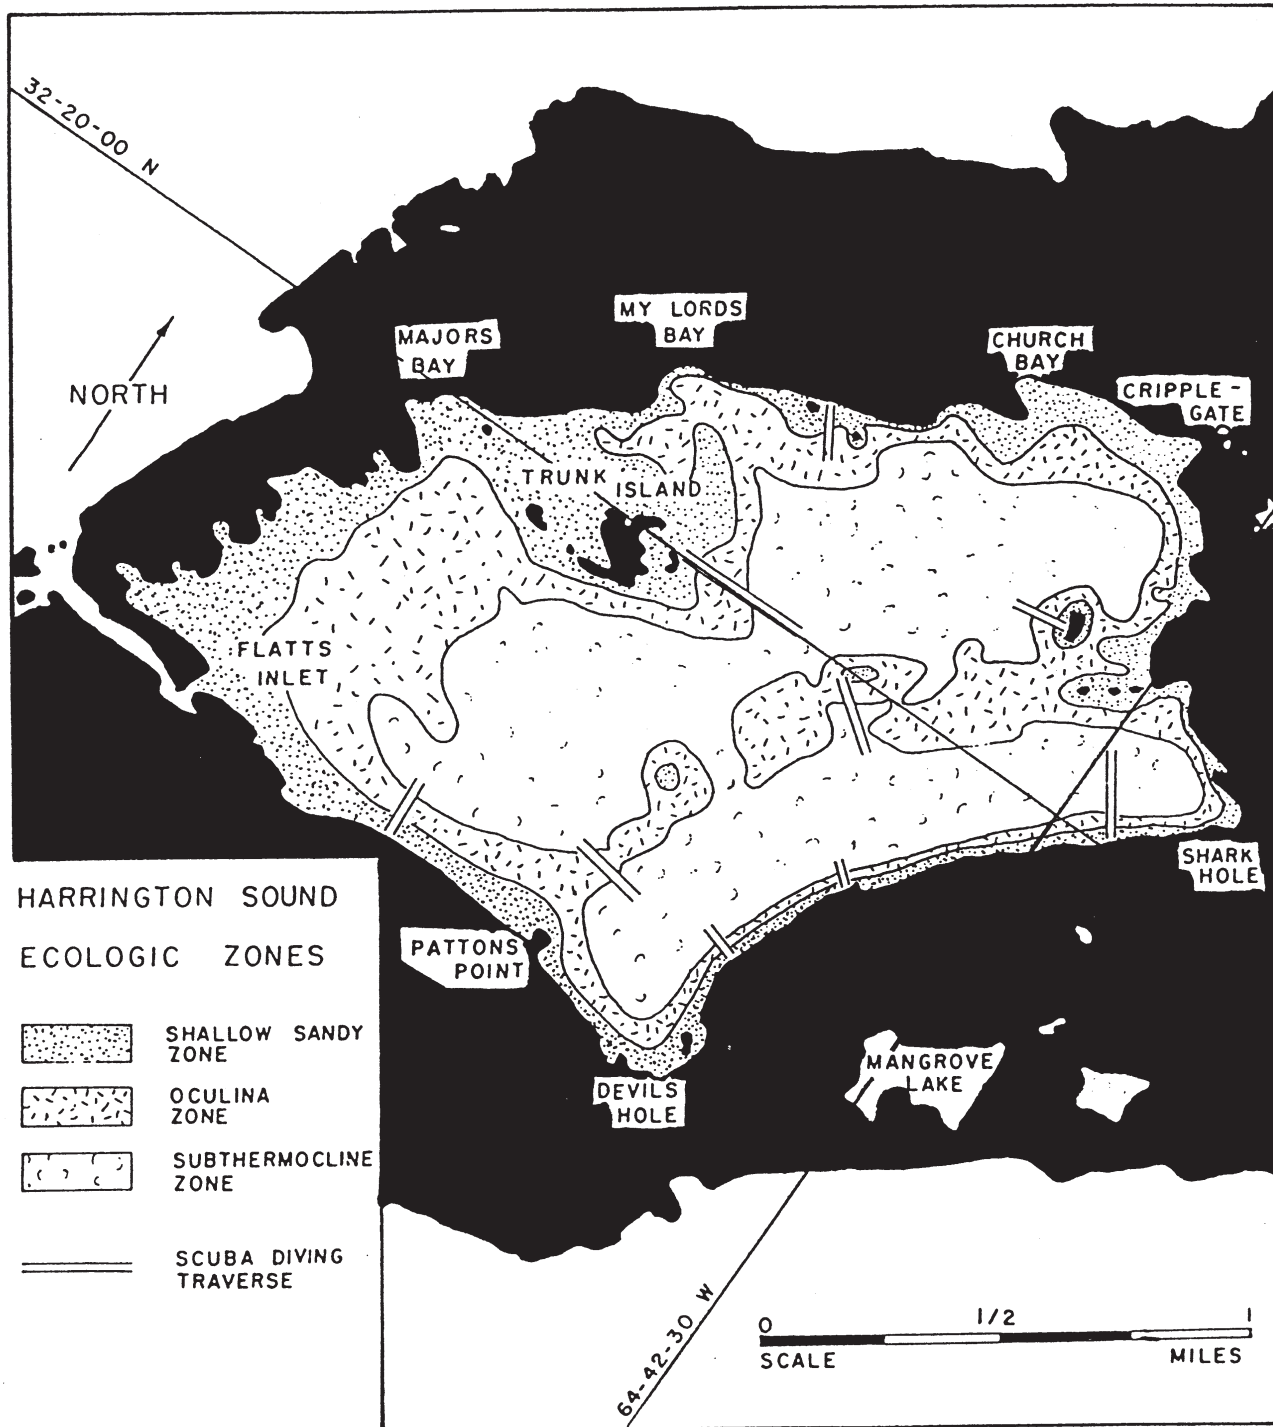 32-20-00 N
NORTH
MAJORS
BAY
MY LORDS
BAY
CHURCH
BAY
CRIPPLE-
GATE
TRUNK ISLAND
FLATTS
INLET
SHARK
HOLE
PATTONS
POINT
DEVILS
HOLE
MANGROVE
LAKE
HARRINGTON SOUND
ECOLOGIC ZONES
SHALLOW SANDY
ZONE
OCULINA
ZONE
SUBTHERMOCLINE
ZONE
SCUBA DIVING
TRAVERSE
64-42-30 W
0 1/2 1
SCALE MILES